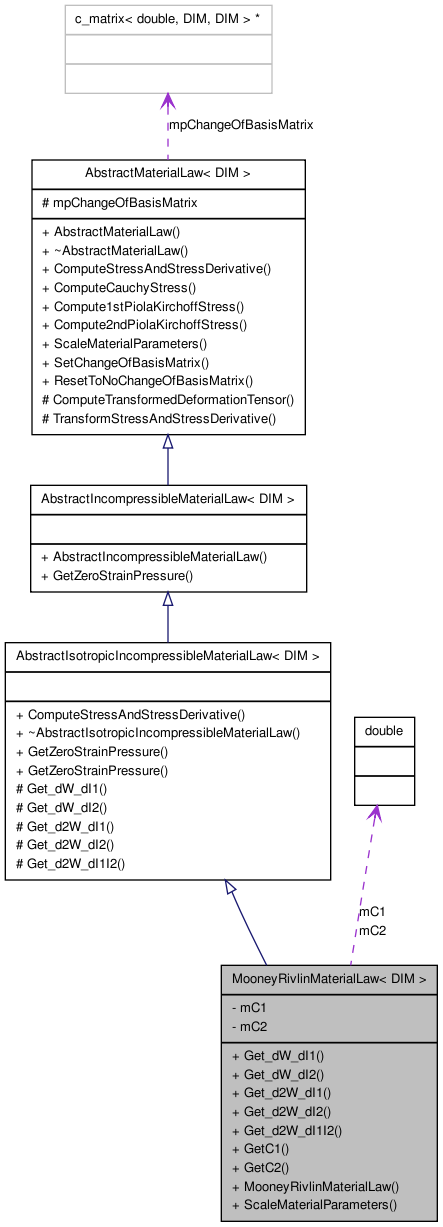 c_matrix< double, DIM, DIM > *
mpChangeOfBasisMatrix
AbstractMaterialLaw< DIM >
# mpChangeOfBasisMatrix
+ AbstractMaterialLaw()
+ ~AbstractMaterialLaw()
+ ComputeStressAndStressDerivative()
+ ComputeCauchyStress()
+ Compute1stPiolaKirchoffStress()
+ Compute2ndPiolaKirchoffStress()
+ ScaleMaterialParameters()
+ SetChangeOfBasisMatrix()
+ ResetToNoChangeOfBasisMatrix()
# ComputeTransformedDeformationTensor()
# TransformStressAndStressDerivative()
AbstractIncompressibleMaterialLaw< DIM >
+ AbstractIncompressibleMaterialLaw()
+ GetZeroStrainPressure()
AbstractIsotropicIncompressibleMaterialLaw< DIM >
+ ComputeStressAndStressDerivative()
+ ~AbstractIsotropicIncompressibleMaterialLaw()
+ GetZeroStrainPressure()
+ GetZeroStrainPressure()
# Get_dW_dI1()
# Get_dW_dI2()
# Get_d2W_dI1()
# Get_d2W_dI2()
# Get_d2W_dI1I2()
double
mC1
mC2
MooneyRivlinMaterialLaw< DIM >
- mC1
- mC2
+ Get_dW_dI1()
+ Get_dW_dI2()
+ Get_d2W_dI1()
+ Get_d2W_dI2()
+ Get_d2W_dI1I2()
+ GetC1()
+ GetC2()
+ MooneyRivlinMaterialLaw()
+ ScaleMaterialParameters()